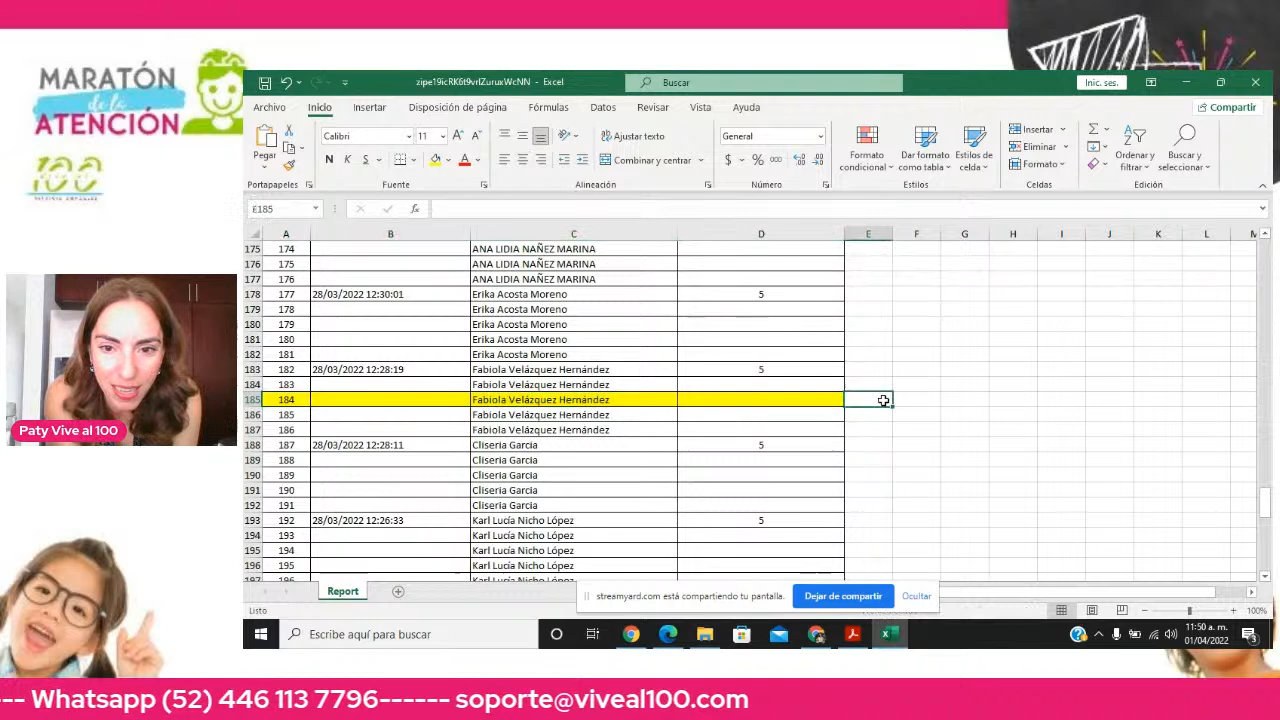 MARATÓN
de la
ATENCIÓN
100
zipe19icRK6t9vrIZuruxWcNN - Excel
Buscar
Inic. ses.
Archivo Inicio Insertar Disposición de página Fórmulas Datos Revisar Vista Ayuda
Compartir
Pegar
Calibri 11
N K S
Ajustar texto
Combinar y centrar
General
$ % 000
Formato condicional
Dar formato como tabla
Estilos de celda
Insertar
Eliminar
Formato
Ordenar y filtrar
Buscar y seleccionar
Portapapeles Fuente Alineación Número Estilos Celdas Edición
E185 fx
A B C D E F G H I J K L M
175 174 ANA LIDIA NAÑEZ MARINA
176 175 ANA LIDIA NAÑEZ MARINA
177 176 ANA LIDIA NAÑEZ MARINA
178 177 28/03/2022 12:30:01 Erika Acosta Moreno 5
179 178 Erika Acosta Moreno
180 179 Erika Acosta Moreno
181 180 Erika Acosta Moreno
182 181 Erika Acosta Moreno
183 182 28/03/2022 12:28:19 Fabiola Velázquez Hernández 5
184 183 Fabiola Velázquez Hernández
185 184 Fabiola Velázquez Hernández
186 185 Fabiola Velázquez Hernández
187 186 Fabiola Velázquez Hernández
188 187 28/03/2022 12:28:11 Cliseria Garcia 5
189 188 Cliseria Garcia
190 189 Cliseria Garcia
191 190 Cliseria Garcia
192 191 Cliseria Garcia
193 192 28/03/2022 12:26:33 Karl Lucía Nicho López 5
194 193 Karl Lucía Nicho López
195 194 Karl Lucía Nicho López
196 195 Karl Lucía Nicho López
197 196 Karl Lucía Nicho López
Paty Vive al 100
Report
streamyard.com está compartiendo tu pantalla.
Dejar de compartir
Ocultar
Listo
100%
Escribe aquí para buscar
11:50 a. m.
01/04/2022
3
--- Whatsapp (52) 446 113 7796------ soporte@viveal100.com